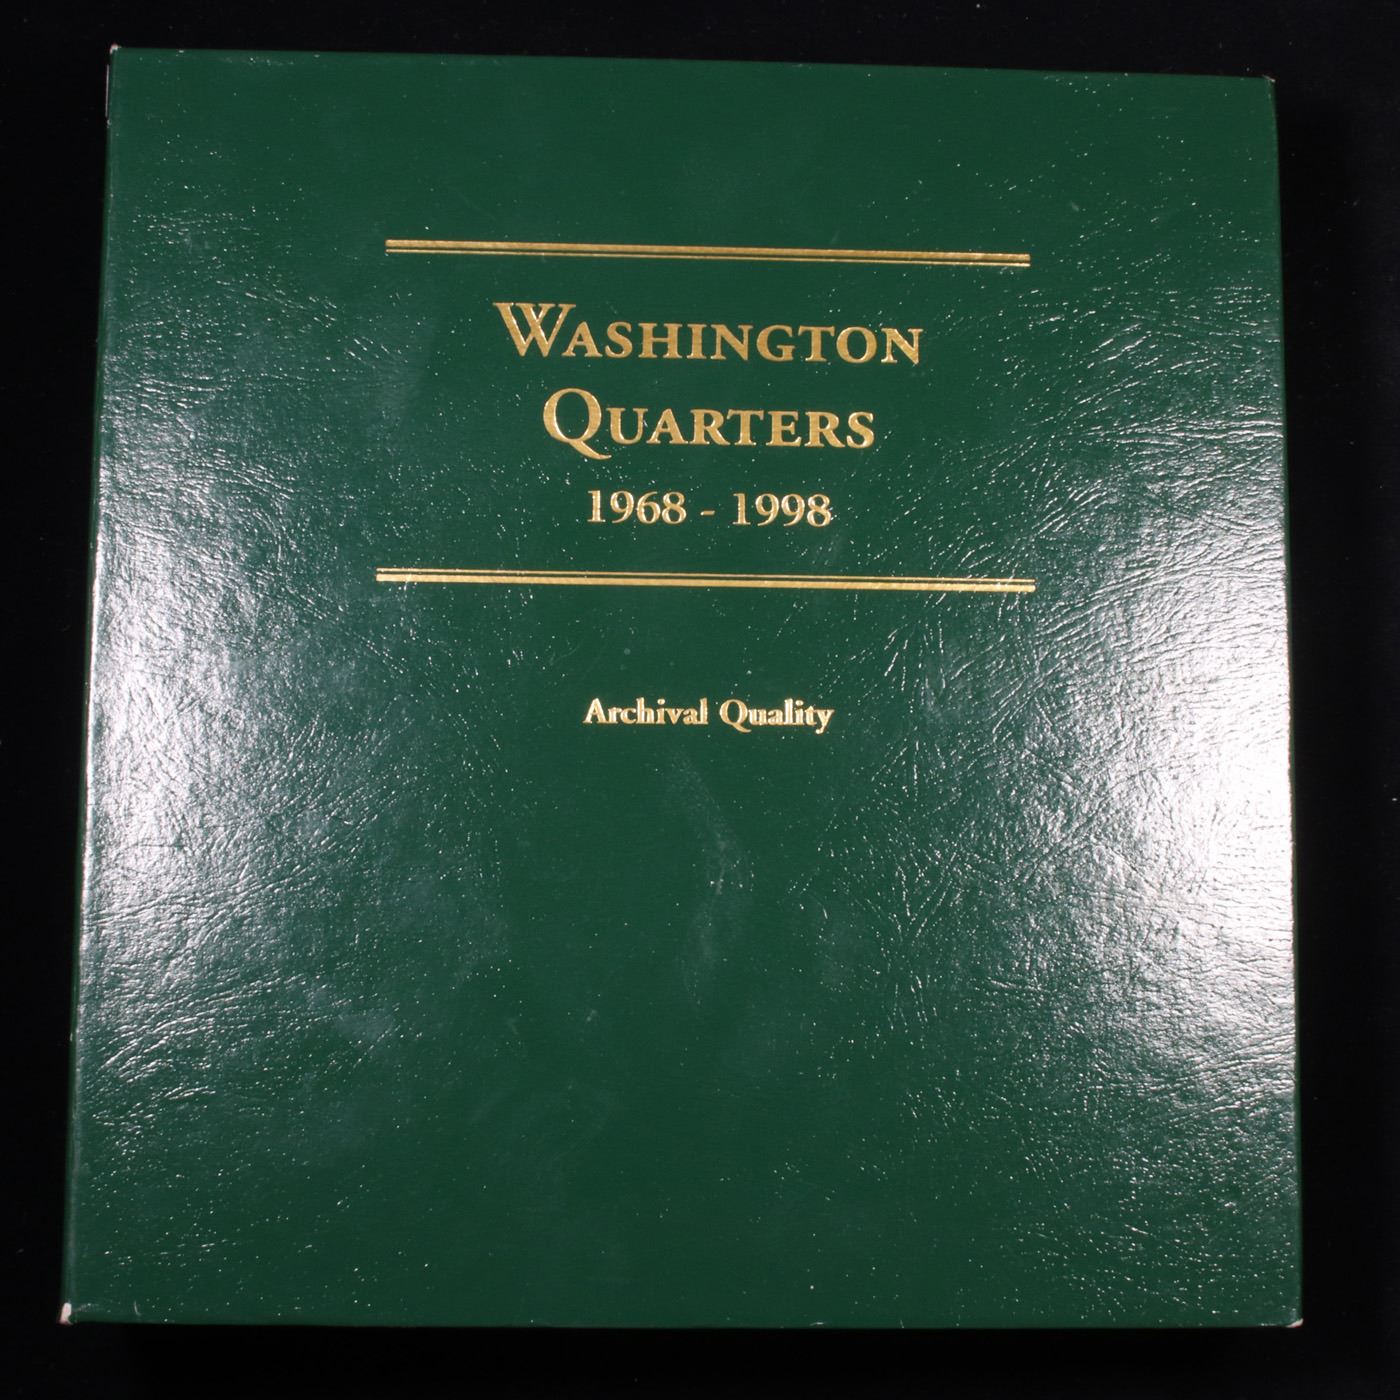 Washington
Quarters
1968 - 1998
Archival Quality